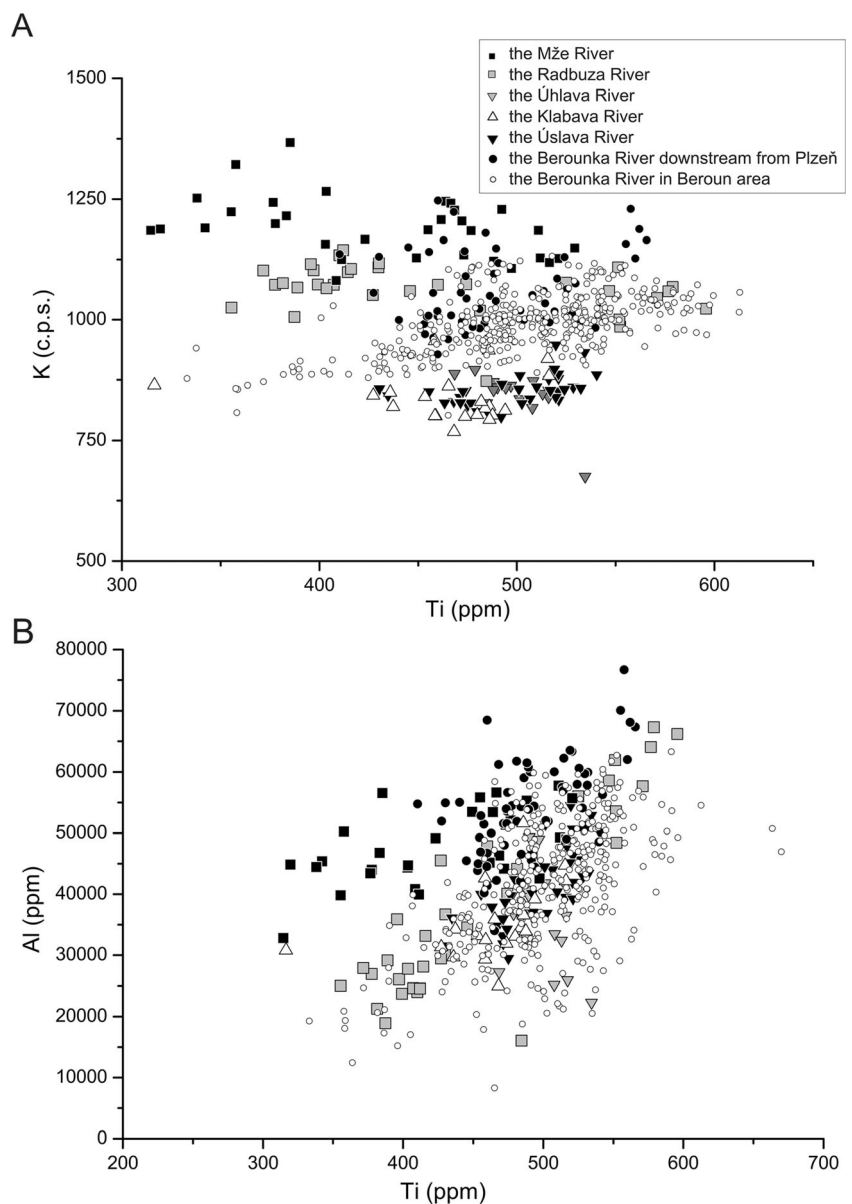 A
the Mže River
the Radbuza River
the Úhlava River
the Klabava River
the Úslava River
the Berounka River downstream from Plzeň
the Berounka River in Beroun area
1500
1250
1000
750
500
K (c.p.s.)
300 400 500 600
Ti (ppm)
B
80000
70000
60000
50000
40000
30000
20000
10000
0
Al (ppm)
200 300 400 500 600 700
Ti (ppm)